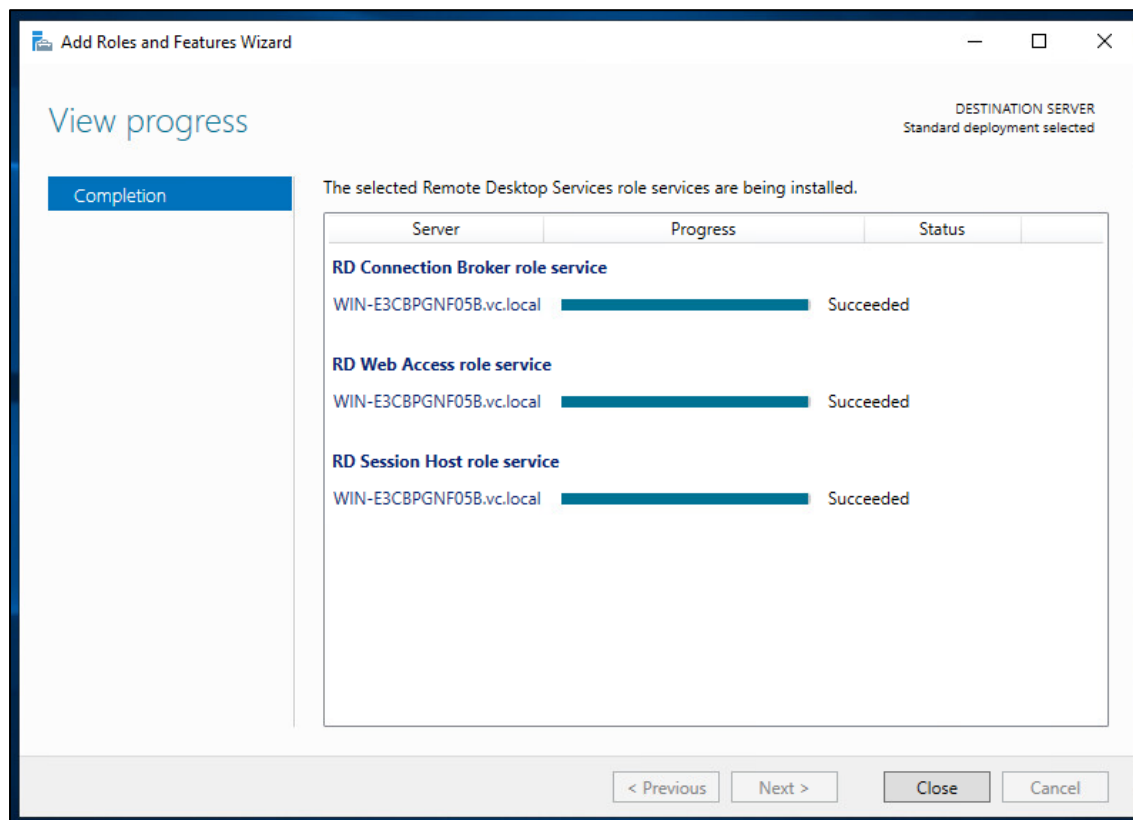 Add Roles and Features Wizard
View progress
DESTINATION SERVER
Standard deployment selected
Completion
The selected Remote Desktop Services role services are being installed.
Server Progress Status
RD Connection Broker role service
WIN-E3CBPGNF05B.vc.local Succeeded
RD Web Access role service
WIN-E3CBPGNF05B.vc.local Succeeded
RD Session Host role service
WIN-E3CBPGNF05B.vc.local Succeeded
< Previous Next > Close Cancel